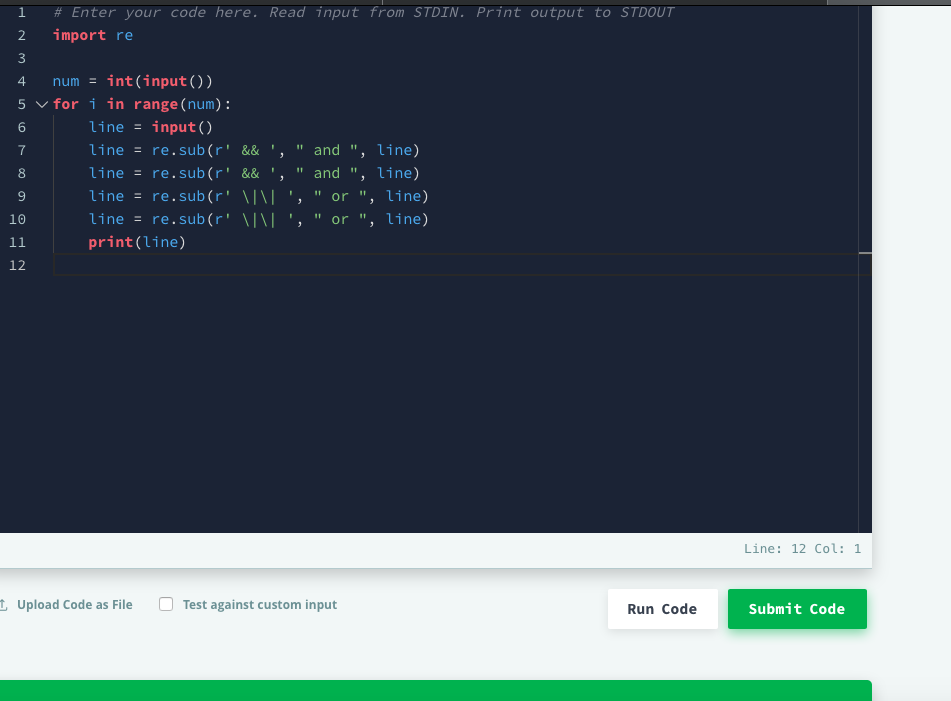 1 # Enter your code here. Read input from STDIN. Print output to STDOUT
2 import re
3
4 num = int(input())
5 for i in range(num):
6     line = input()
7     line = re.sub(r' && ', " and ", line)
8     line = re.sub(r' && ', " and ", line)
9     line = re.sub(r' \|\| ', " or ", line)
10     line = re.sub(r' \|\| ', " or ", line)
11     print(line)
12
Line: 12 Col: 1
Upload Code as File Test against custom input Run Code Submit Code